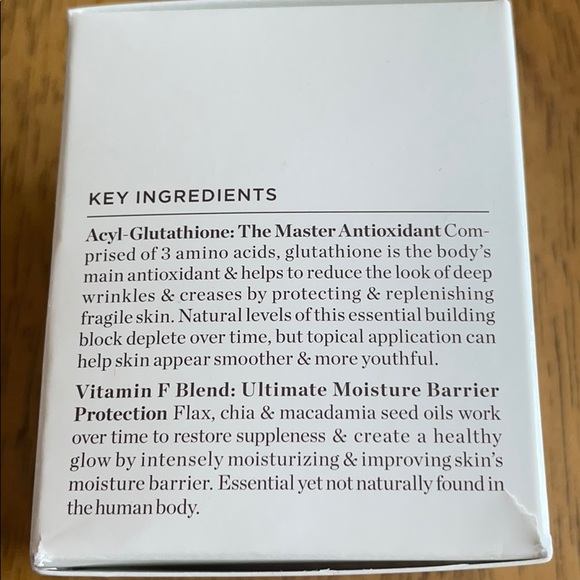 KEY INGREDIENTS
Acyl-Glutathione: The Master Antioxidant Com-
prised of 3 amino acids, glutathione is the body's
main antioxidant & helps to reduce the look of deep
wrinkles & creases by protecting & replenishing
fragile skin. Natural levels of this essential building
block deplete over time, but topical application can
help skin appear smoother & more youthful.
Vitamin F Blend: Ultimate Moisture Barrier
Protection Flax, chia & macadamia seed oils work
over time to restore suppleness & create a healthy
glow by intensely moisturizing & improving skin's
moisture barrier. Essential yet not naturally found in
the human body.